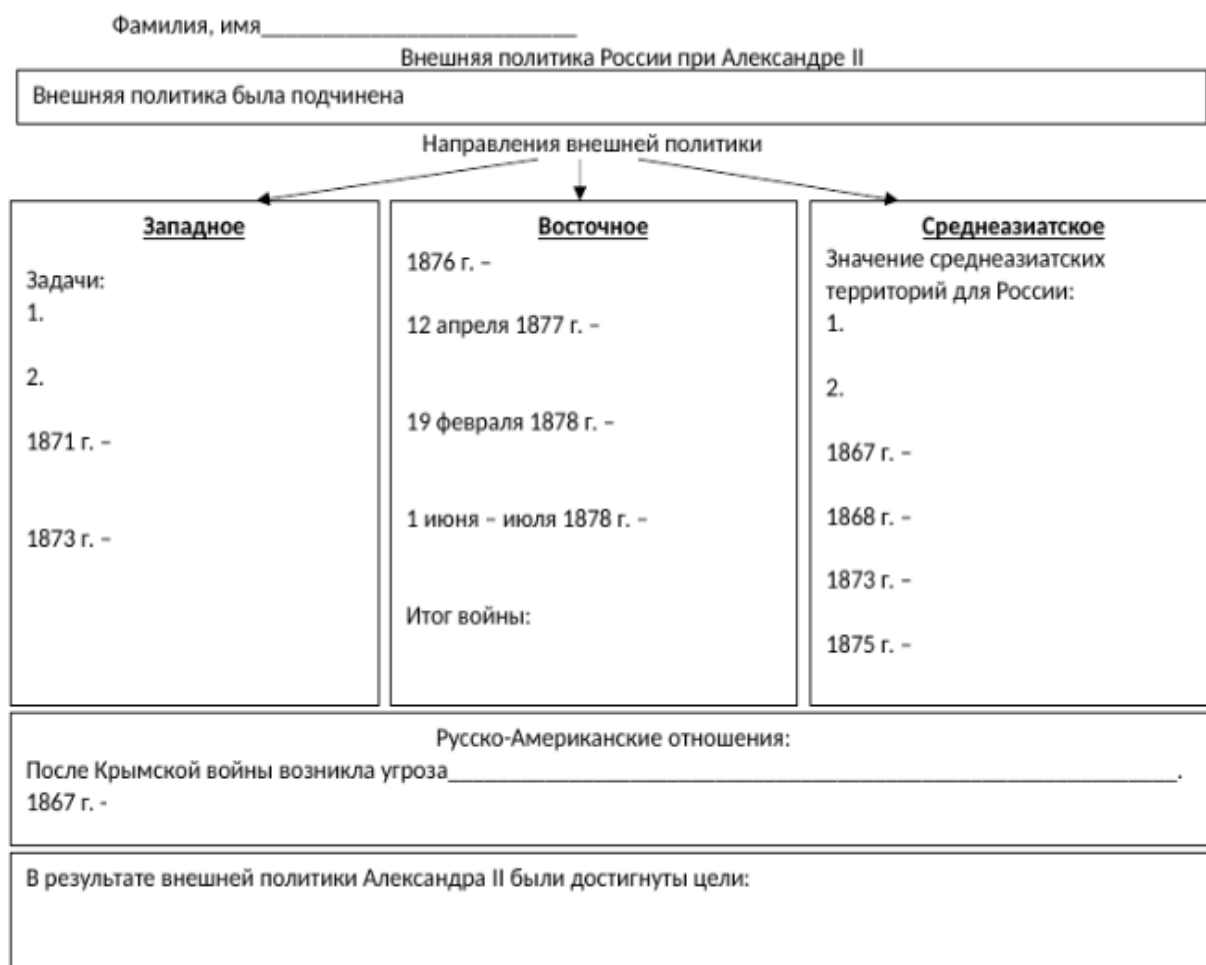 Фамилия, имя__________________________
Внешняя политика России при Александре II
Внешняя политика была подчинена
Направления внешней политики
Западное
Задачи:
1.
2.
1871 г. –
1873 г. –
Восточное
1876 г. –
12 апреля 1877 г. –
19 февраля 1878 г. –
1 июня – июля 1878 г. –
Итог войны:
Среднеазиатское
Значение среднеазиатских
территорий для России:
1.
2.
1867 г. –
1868 г. –
1873 г. –
1875 г. –
Русско-Американские отношения:
После Крымской войны возникла угроза____________________________________________________________.
1867 г. -
В результате внешней политики Александра II были достигнуты цели: